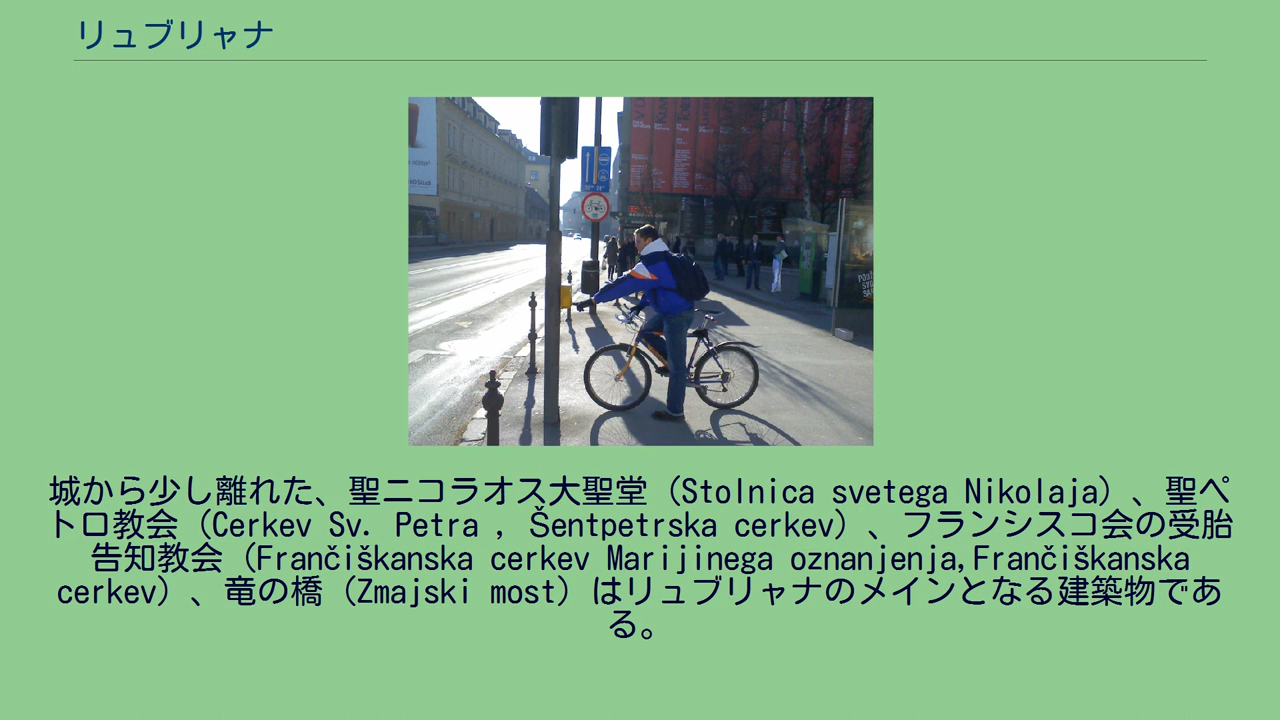 リュブリャナ
城から少し離れた、聖ニコラオス大聖堂（Stolnica svetega Nikolaja）、聖ペ
トロ教会（Cerkev Sv. Petra , Šentpetrska cerkev）、フランシスコ会の受胎
告知教会（Frančiškanska cerkev Marijinega oznanjenja,Frančiškanska
cerkev）、竜の橋（Zmajski most）はリュブリャナのメインとなる建築物であ
る。